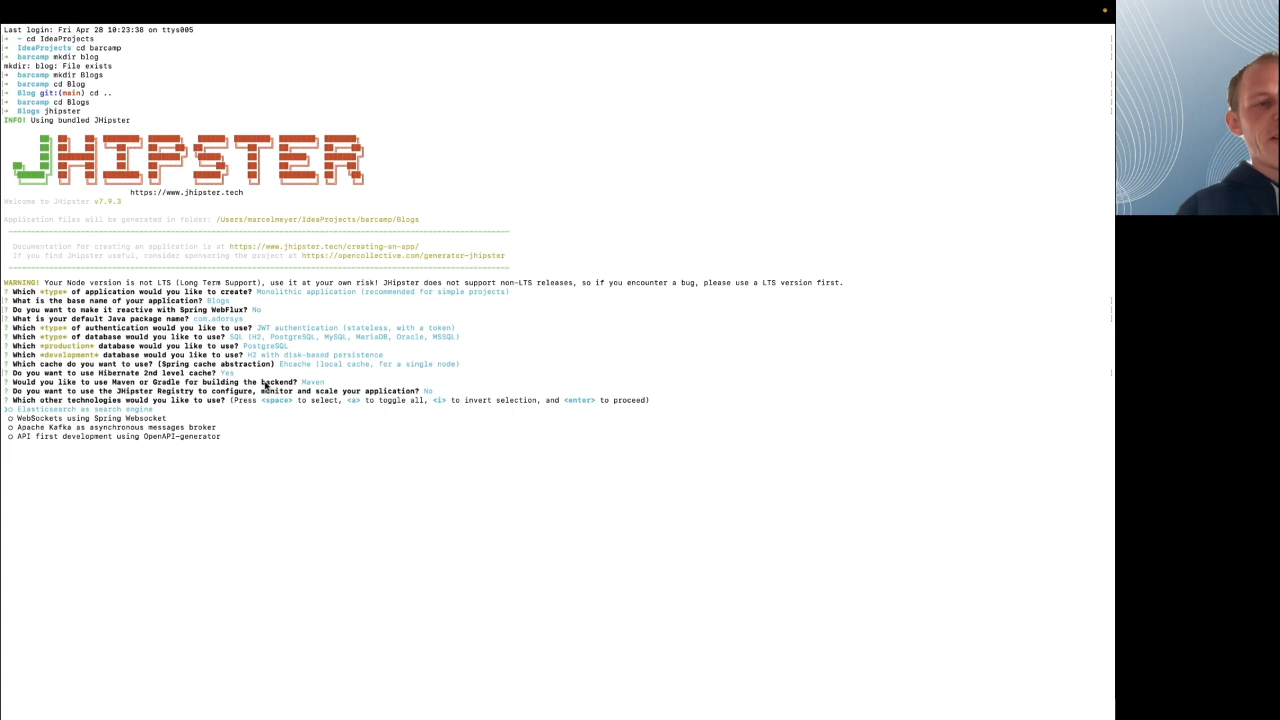 Last login: Fri Apr 28 10:23:38 on ttys005
➜ ~ cd IdeaProjects
➜ IdeaProjects cd barcamp
➜ barcamp mkdir blog
mkdir: blog: File exists
➜ barcamp mkdir Blogs
➜ barcamp cd Blog
➜ Blog git:(main) cd ..
➜ barcamp cd Blogs
➜ Blogs jhipster
INFO! Using bundled JHipster
JHIPSTER
https://www.jhipster.tech
Welcome to JHipster v7.9.3
Application files will be generated in folder: /Users/marcelmeyer/IdeaProjects/barcamp/Blogs
Documentation for creating an application is at https://www.jhipster.tech/creating-an-app/
If you find JHipster useful, consider sponsoring the project at https://opencollective.com/generator-jhipster
WARNING! Your Node version is not LTS (Long Term Support), use it at your own risk! JHipster does not support non-LTS releases, so if you encounter a bug, please use a LTS version first.
? Which *type* of application would you like to create? Monolithic application (recommended for simple projects)
? What is the base name of your application? Blogs
? Do you want to make it reactive with Spring WebFlux? No
? What is your default Java package name? com.adorsys
? Which *type* of authentication would you like to use? JWT authentication (stateless, with a token)
? Which *type* of database would you like to use? SQL (H2, PostgreSQL, MySQL, MariaDB, Oracle, MSSQL)
? Which *production* database would you like to use? PostgreSQL
? Which *development* database would you like to use? H2 with disk-based persistence
? Which cache do you want to use? (Spring cache abstraction) Ehcache (local cache, for a single node)
? Do you want to use Hibernate 2nd level cache? Yes
? Would you like to use Maven or Gradle for building the backend? Maven
? Do you want to use the JHipster Registry to configure, monitor and scale your application? No
? Which other technologies would you like to use? (Press <space> to select, <a> to toggle all, <i> to invert selection, and <enter> to proceed)
❯○ Elasticsearch as search engine
○ WebSockets using Spring Websocket
○ Apache Kafka as asynchronous messages broker
○ API first development using OpenAPI-generator